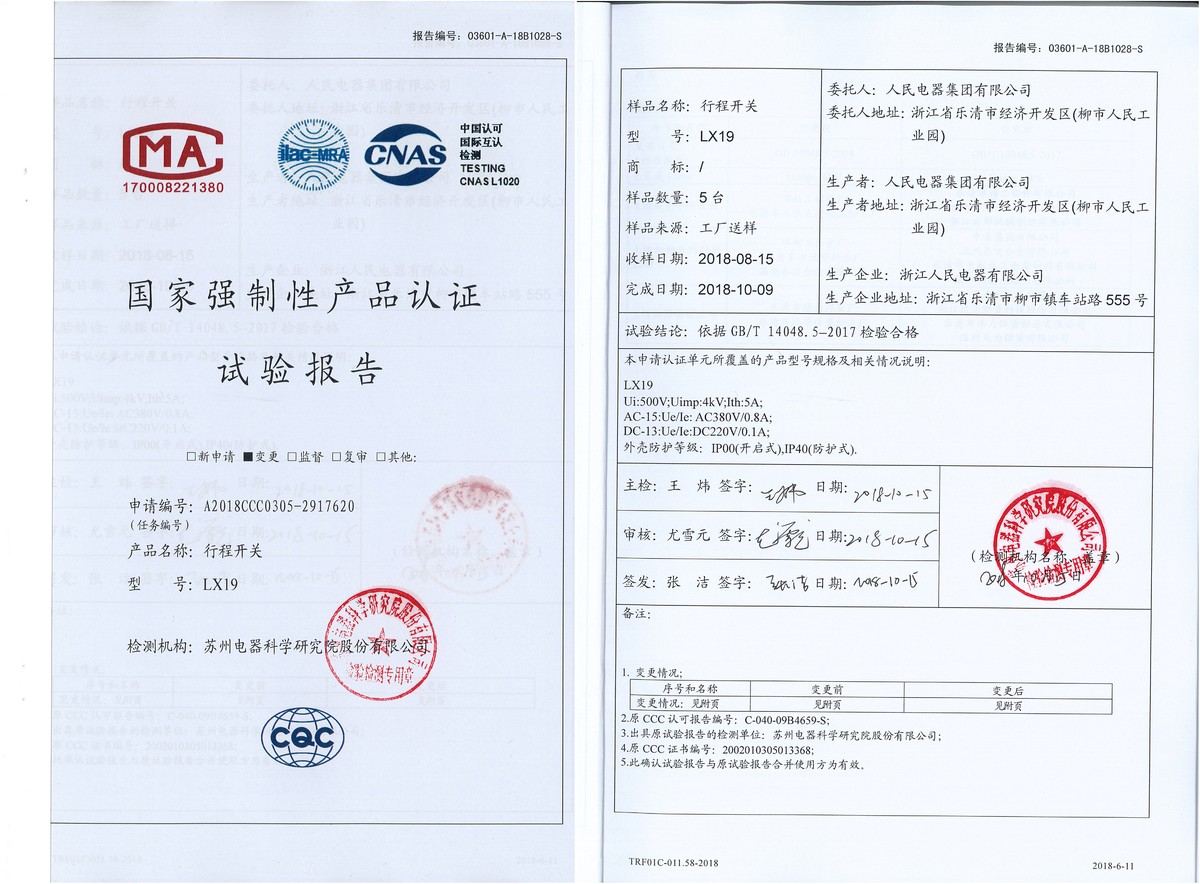 报告编号：03601-A-18B1028-S
MA
170008221380
ilac-MRA
CNAS
中国认可
国际互认
检测
TESTING
CNAS L1020
国家强制性产品认证
试验报告
□新申请 ■变更 □监督 □复审 □其他:
申请编号：A2018CCC0305-2917620
(任务编号)
产品名称：行程开关
型 号：LX19
检测机构：苏州电器科学研究院股份有限公司
检验检测专用章
CQC
报告编号：03601-A-18B1028-S
样品名称：行程开关
型 号：LX19
商 标：/
样品数量：5 台
样品来源：工厂送样
收样日期：2018-08-15
完成日期：2018-10-09
委托人：人民电器集团有限公司
委托人地址：浙江省乐清市经济开发区(柳市人民工
业园)
生产者：人民电器集团有限公司
生产者地址：浙江省乐清市经济开发区(柳市人民工
业园)
生产企业：浙江人民电器有限公司
生产企业地址：浙江省乐清市柳市镇车站路 555 号
试验结论：依据 GB/T 14048.5-2017 检验合格
本申请认证单元所覆盖的产品型号规格及相关情况说明:
LX19
Ui:500V;Uimp:4kV;Ith:5A;
AC-15:Ue/Ie: AC380V/0.8A;
DC-13:Ue/Ie:DC220V/0.1A;
外壳防护等级：IP00(开启式),IP40(防护式).
主检：王 炜 签字： 日期: 2018-10-15
审核：尤雪元 签字： 日期: 2018-10-15
签发：张 洁 签字： 日期: 2018-10-15
(检测机构名称 盖章)
年 月 日
备注：
1. 变更情况;
序号和名称 变更前 变更后
变更情况：见附页 见附页 见附页
2.原 CCC 认可报告编号：C-040-09B4659-S;
3.出具原试验报告的检测单位：苏州电器科学研究院股份有限公司;
4.原 CCC 证书编号：2002010305013368;
5.此确认试验报告与原试验报告合并使用方为有效。
TRF01C-011.58-2018
2018-6-11